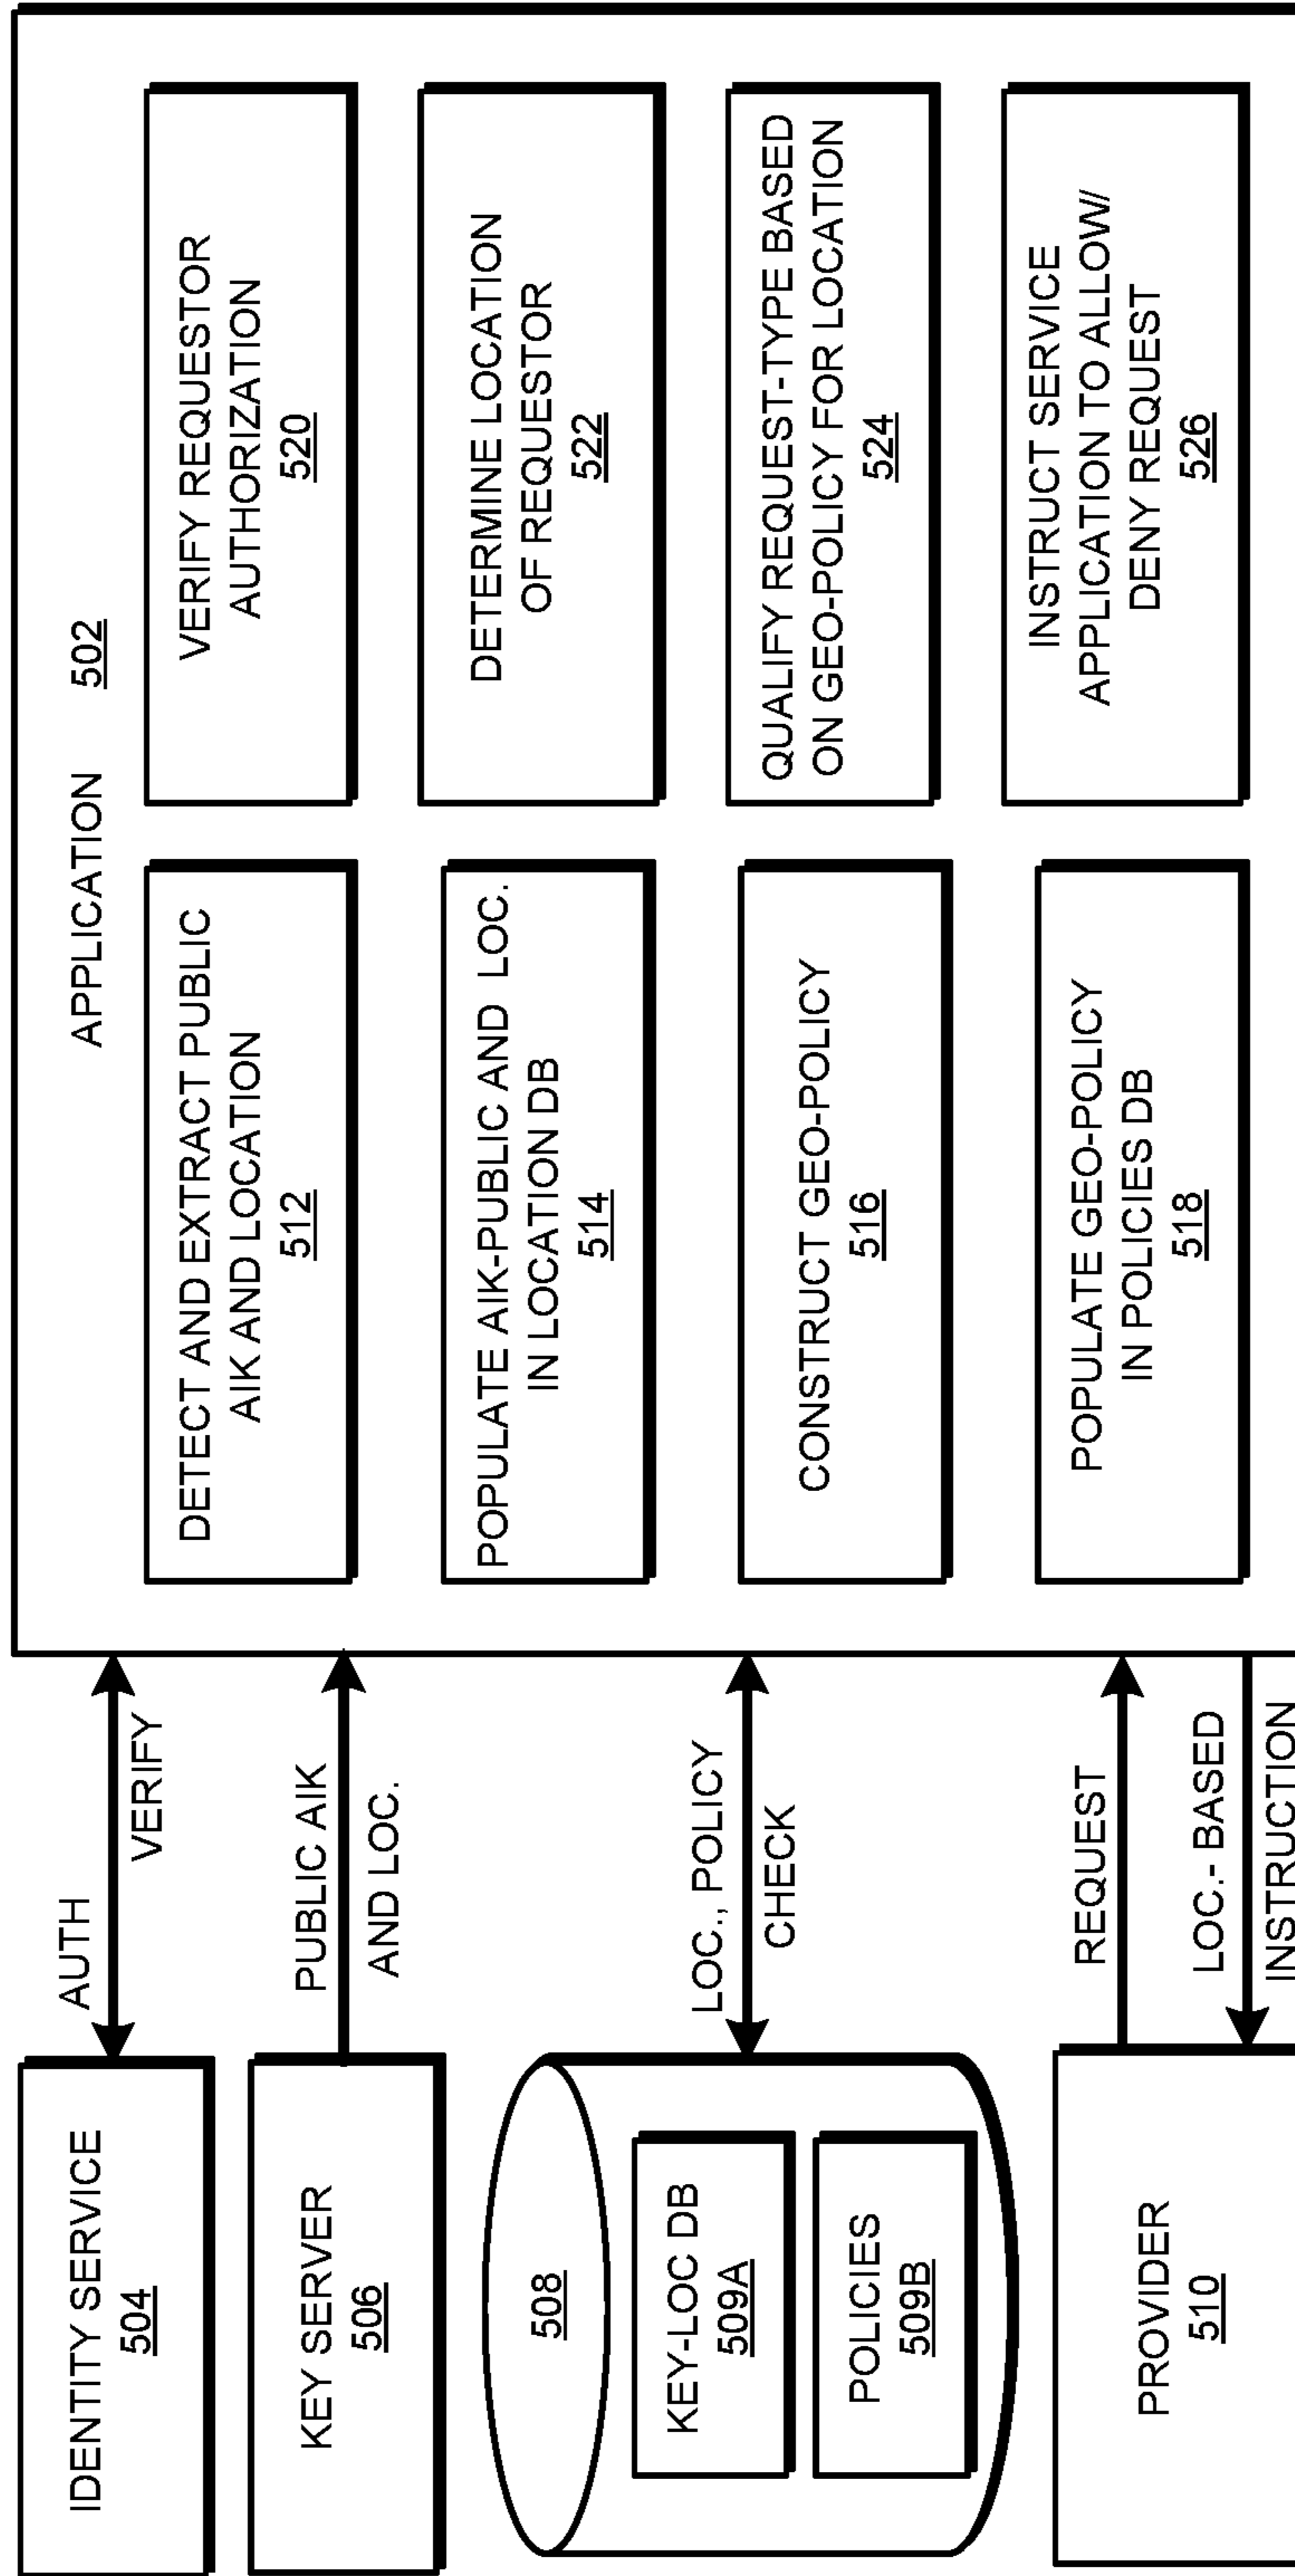 IDENTITY SERVICE
504
KEY SERVER
506
508
KEY-LOC DB
509A
POLICIES
509B
PROVIDER
510
AUTH
VERIFY
PUBLIC AIK
AND LOC.
LOC., POLICY
CHECK
REQUEST
LOC.- BASED
INSTRUCTION
APPLICATION 502
DETECT AND EXTRACT PUBLIC
AIK AND LOCATION
512
POPULATE AIK-PUBLIC AND LOC.
IN LOCATION DB
514
CONSTRUCT GEO-POLICY
516
POPULATE GEO-POLICY
IN POLICIES DB
518
VERIFY REQUESTOR
AUTHORIZATION
520
DETERMINE LOCATION
OF REQUESTOR
522
QUALIFY REQUEST-TYPE BASED
ON GEO-POLICY FOR LOCATION
524
INSTRUCT SERVICE
APPLICATION TO ALLOW/
DENY REQUEST
526